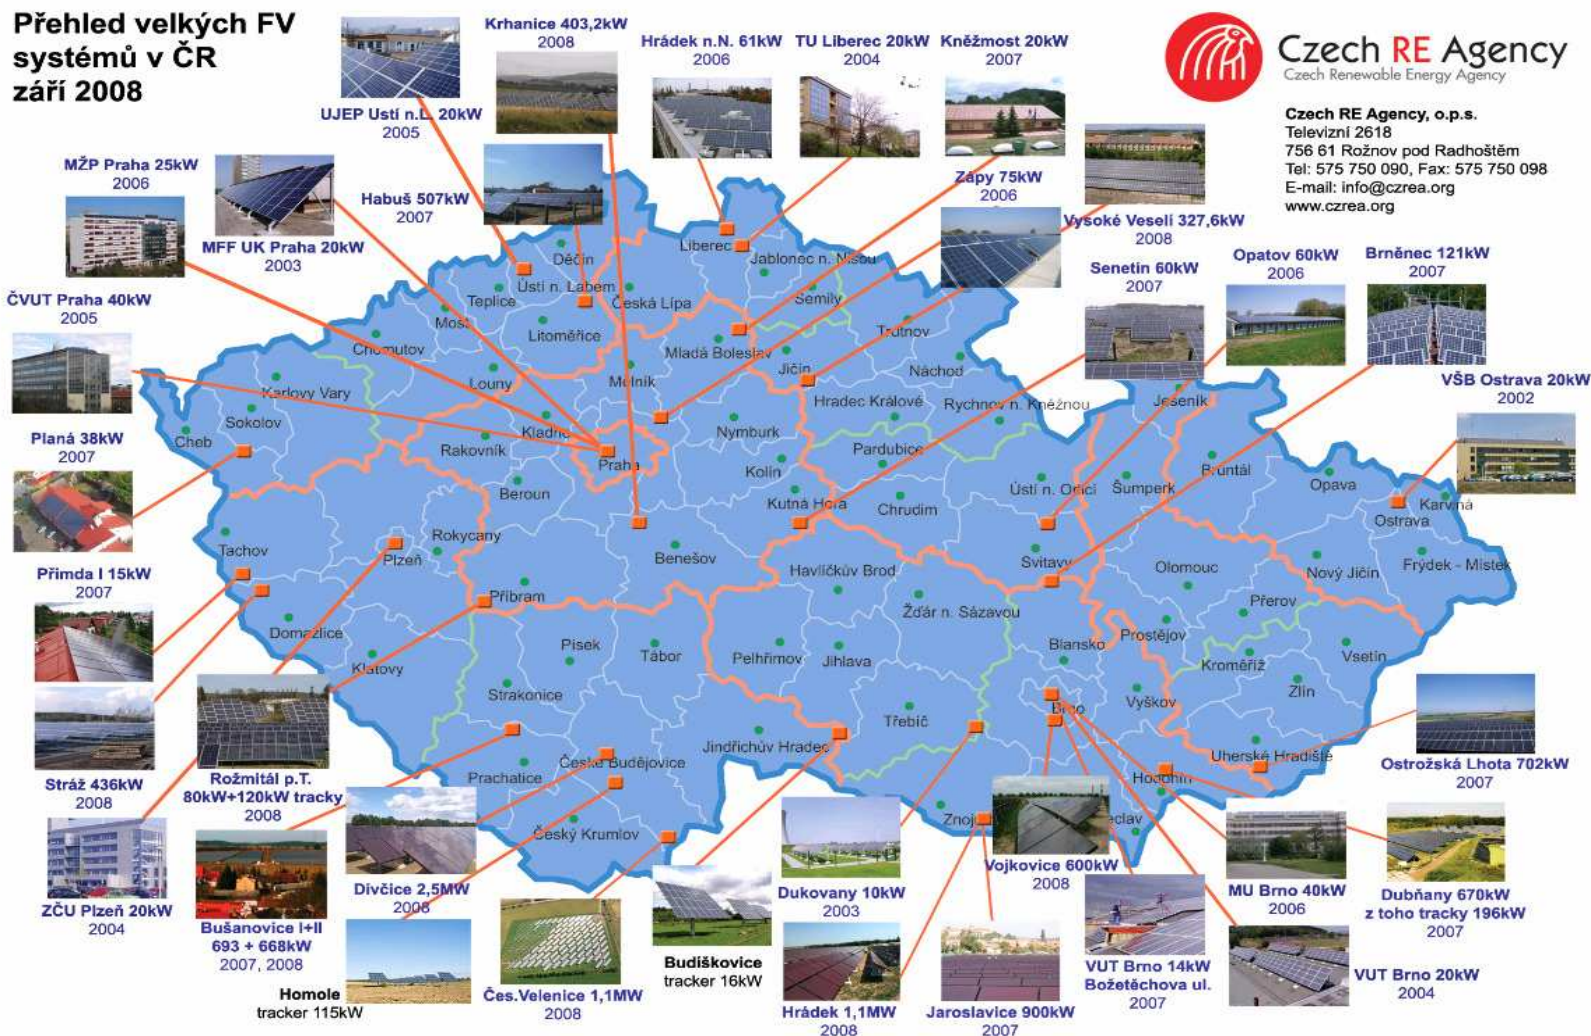 Přehled velkých FV
systémů v ČR
září 2008
Czech RE Agency
Czech Renewable Energy Agency
Czech RE Agency, o.p.s.
Televizní 2618
756 61 Rožnov pod Radhoštěm
Tel: 575 750 090, Fax: 575 750 098
E-mail: info@czrea.org
www.czrea.org
UJEP Ustí n.L. 20kW
2005
Krhanice 403,2kW
2008
Hrádek n.N. 61kW
2006
TU Liberec 20kW
2004
Kněžmost 20kW
2007
MŽP Praha 25kW
2006
MFF UK Praha 20kW
2003
Habuš 507kW
2007
Zápy 75kW
2006
Vysoké Veselí 327,6kW
2008
Senetín 60kW
2007
Opatov 60kW
2006
Brněnec 121kW
2007
ČVUT Praha 40kW
2005
VŠB Ostrava 20kW
2002
Planá 38kW
2007
Přimda I 15kW
2007
Stráž 436kW
2008
Rožmitál p.T.
80kW+120kW tracky
2008
ZČU Plzeň 20kW
2004
Bušanovice I+II
693 + 668kW
2007, 2008
Divčice 2,5MW
2008
Homole
tracker 115kW
Čes.Velenice 1,1MW
2008
Budiškovice
tracker 16kW
Dukovany 10kW
2003
Hrádek 1,1MW
2008
Jaroslavice 900kW
2007
Vojkovice 600kW
2008
VUT Brno 14kW
Božetěchova ul.
2007
MU Brno 40kW
2006
VUT Brno 20kW
2004
Dubňany 670kW
z toho tracky 196kW
2007
Ostrožská Lhota 702kW
2007
Děčín
Ústí n. Labem
Teplice
Most
Litoměřice
Chomutov
Louny
Česká Lípa
Liberec
Jablonec n. Nisou
Semily
Trutnov
Mladá Boleslav
Jičín
Náchod
Mělník
Hradec Králové
Rychnov n. Kněžnou
Jeseník
Karlovy Vary
Sokolov
Cheb
Rakovník
Kladno
Praha
Nymburk
Kolín
Pardubice
Beroun
Kutná Hora
Chrudim
Ústí n. Orlicí
Šumperk
Bruntál
Opava
Karviná
Ostrava
Tachov
Plzeň
Rokycany
Benešov
Havlíčkův Brod
Svitavy
Olomouc
Nový Jičín
Frýdek - Místek
Příbram
Žďár n. Sázavou
Přerov
Prostějov
Domažlice
Klatovy
Písek
Tábor
Pelhřimov
Jihlava
Blansko
Kroměříž
Vsetín
Strakonice
Třebíč
Brno
Vyškov
Zlín
Prachatice
České Budějovice
Jindřichův Hradec
Uherské Hradiště
Hodonín
Český Krumlov